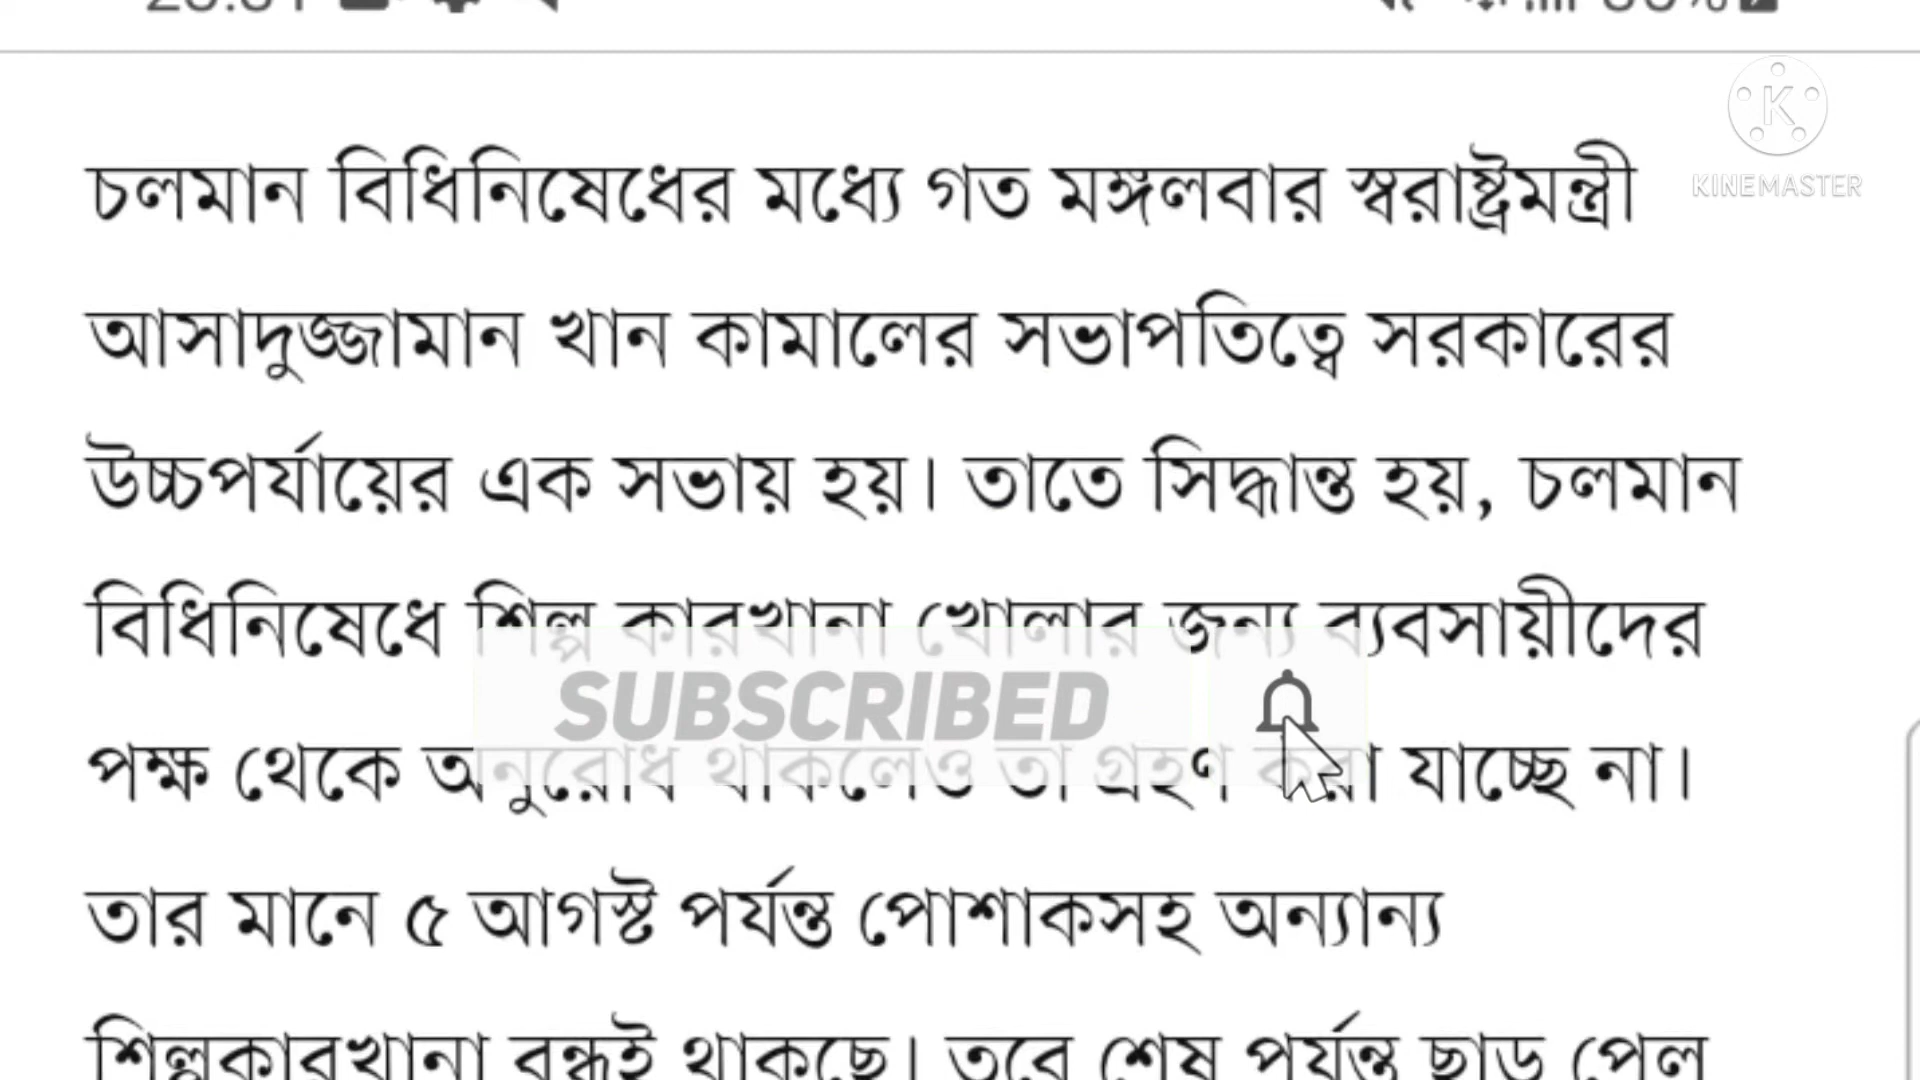 KINEMASTER
চলমান বিধিনিষেধের মধ্যে গত মঙ্গলবার স্বরাষ্ট্রমন্ত্রী
আসাদুজ্জামান খান কামালের সভাপতিত্বে সরকারের
উচ্চপর্যায়ের এক সভায় হয়। তাতে সিদ্ধান্ত হয়, চলমান
বিধিনিষেধে শিল্প কারখানা খোলার জন্য ব্যবসায়ীদের
SUBSCRIBED
পক্ষ থেকে অনুরোধ থাকলেও তা গ্রহণ করা যাচ্ছে না।
তার মানে ৫ আগস্ট পর্যন্ত পোশাকসহ অন্যান্য
শিল্পকারখানা বন্ধই থাকছে। তবে শেষ পর্যন্ত ছাড় পেল